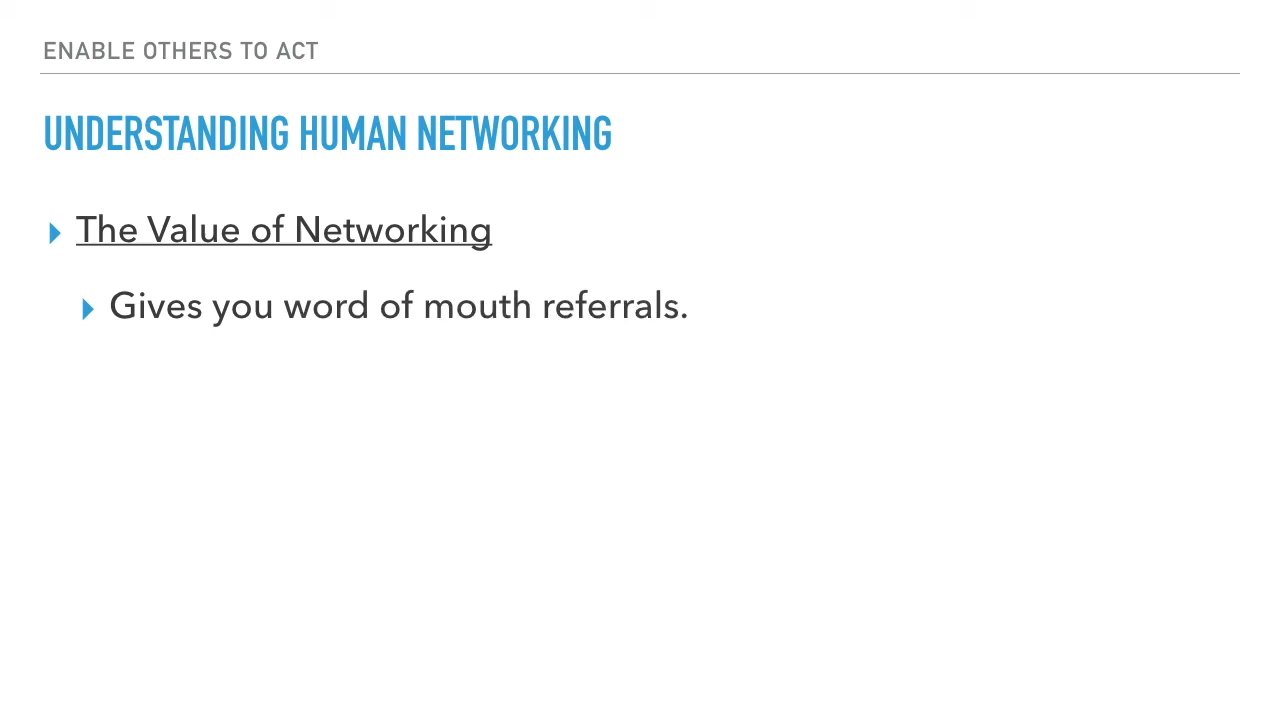 ENABLE OTHERS TO ACT
UNDERSTANDING HUMAN NETWORKING
The Value of Networking
Gives you word of mouth referrals.